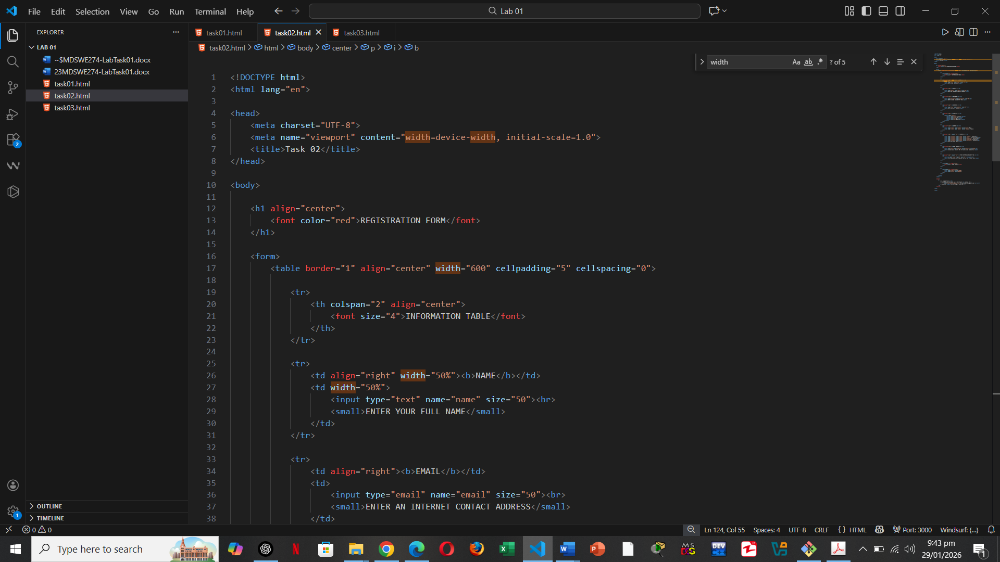 File Edit Selection View Go Run Terminal Help
Lab 01
EXPLORER
LAB 01
~$MDSWE274-LabTask01.docx
23MDSWE274-LabTask01.docx
task01.html
task02.html
task03.html
2
OUTLINE
TIMELINE
1
task01.html task02.html task03.html
task02.html > html > body > center > p > i > b
width Aa ab .* ? of 5
1 <!DOCTYPE html>
2 <html lang="en">
3
4 <head>
5 <meta charset="UTF-8">
6 <meta name="viewport" content="width=device-width, initial-scale=1.0">
7 <title>Task 02</title>
8 </head>
9
10 <body>
11
12 <h1 align="center">
13 <font color="red">REGISTRATION FORM</font>
14 </h1>
15
16 <form>
17 <table border="1" align="center" width="600" cellpadding="5" cellspacing="0">
18
19 <tr>
20 <th colspan="2" align="center">
21 <font size="4">INFORMATION TABLE</font>
22 </th>
23 </tr>
24
25 <tr>
26 <td align="right" width="50%"><b>NAME</b></td>
27 <td width="50%">
28 <input type="text" name="name" size="50"><br>
29 <small>ENTER YOUR FULL NAME</small>
30 </td>
31 </tr>
32
33 <tr>
34 <td align="right"><b>EMAIL</b></td>
35 <td>
36 <input type="email" name="email" size="50"><br>
37 <small>ENTER AN INTERNET CONTACT ADDRESS</small>
38 </td>
0 0 Ln 124, Col 55 Spaces: 4 UTF-8 CRLF {} HTML Port: 3000 Windsurf: {...}
Type here to search
9:43 pm
29/01/2026
1